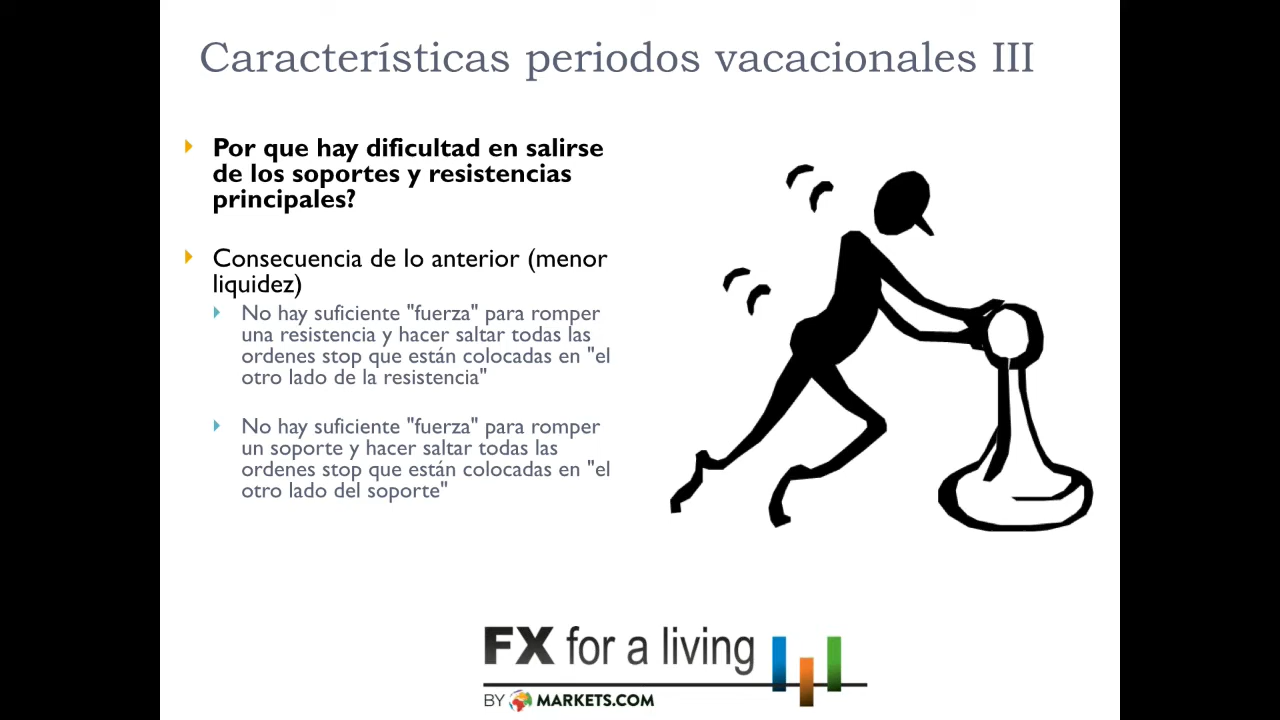 Características periodos vacacionales III
Por que hay dificultad en salirse
de los soportes y resistencias
principales?
Consecuencia de lo anterior (menor
liquidez)
No hay suficiente "fuerza" para romper
una resistencia y hacer saltar todas las
ordenes stop que están colocadas en "el
otro lado de la resistencia"
No hay suficiente "fuerza" para romper
un soporte y hacer saltar todas las
ordenes stop que están colocadas en "el
otro lado del soporte"
FX for a living
BY MARKETS.COM